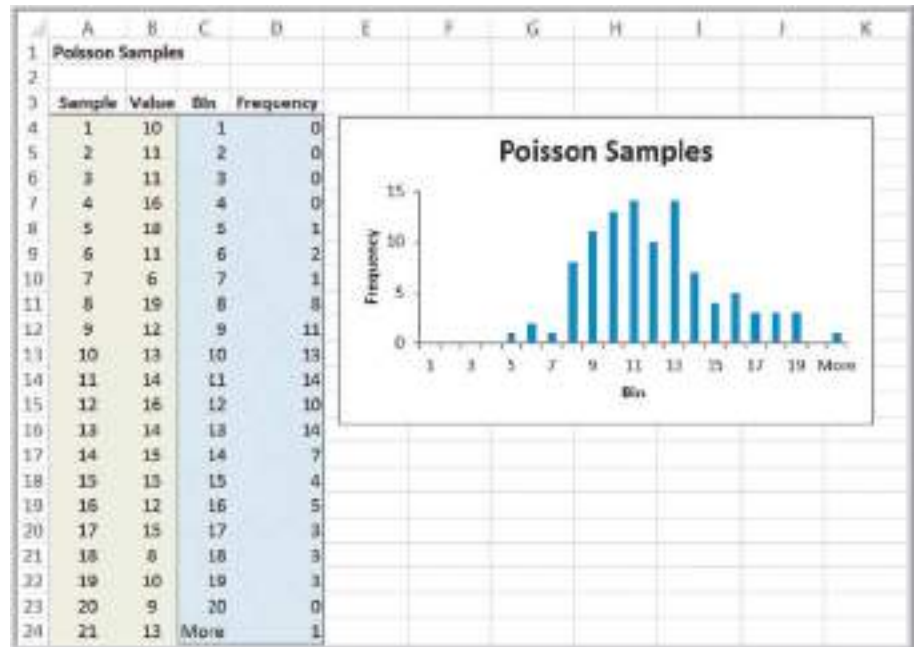 A B C D E F G H I J K
1 Poisson Samples
2
3 Sample Value Bin Frequency
4 1 10 1 0
5 2 11 2 0
6 3 11 3 0
7 4 16 4 0
8 5 18 5 1
9 6 11 6 2
10 7 6 7 1
11 8 19 8 8
12 9 12 9 11
13 10 13 10 13
14 11 14 11 14
15 12 16 12 10
16 13 14 13 14
17 14 15 14 7
18 15 13 15 4
19 16 12 16 5
20 17 15 17 3
21 18 8 18 3
22 19 10 19 3
23 20 9 20 0
24 21 13 More 1
Poisson Samples
Frequency
15
10
5
0
1 3 5 7 9 11 13 15 17 19 More
Bin